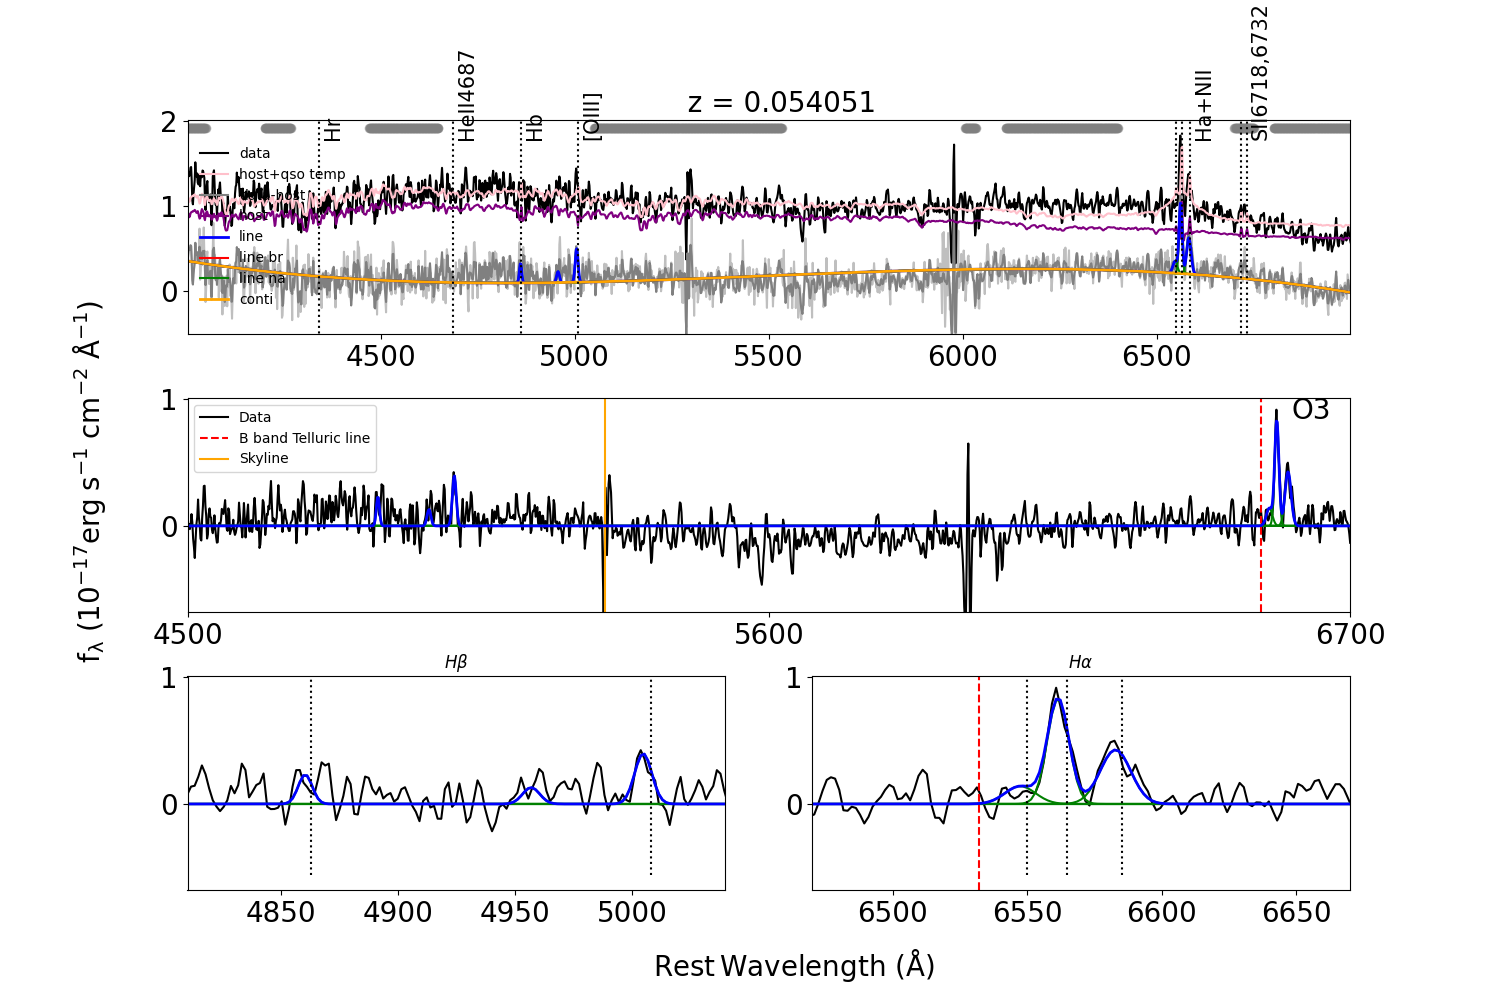 Hr
HeII4687
Hb
[OIII]
Ha+NII
SII6718,6732
z = 0.054051
2
1
0
data
host+qso temp
host
line
line br
line na
conti
4500 5000 5500 6000 6500
1
0
Data
B band Telluric line
Skyline
O3
4500 5600 6700
fλ (10⁻¹⁷erg s⁻¹ cm⁻² Å⁻¹)
Hβ
1
0
4850 4900 4950 5000
Hα
1
0
6500 6550 6600 6650
Rest Wavelength (Å)